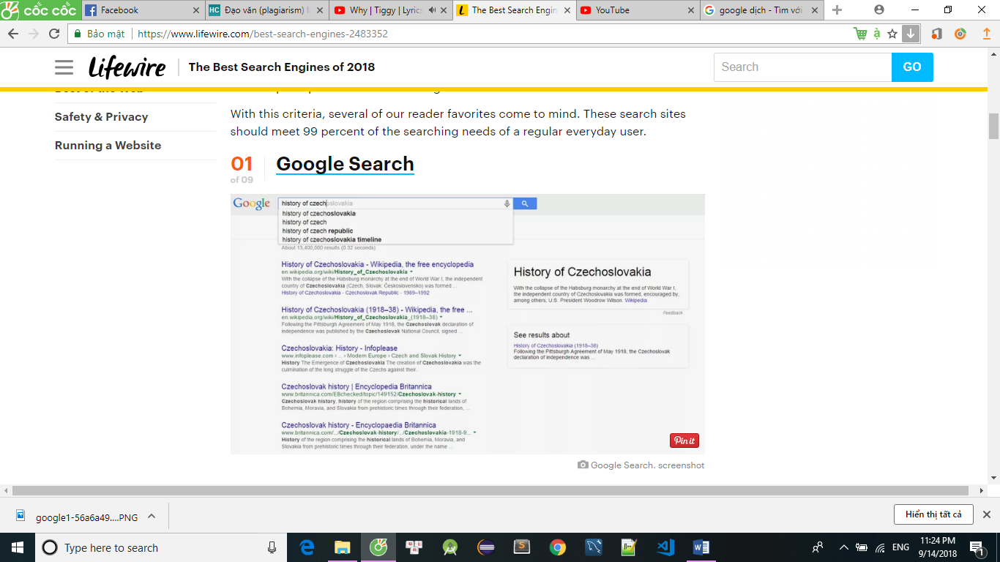 cốc cốc
Facebook
Đạo văn (plagiarism) l
Why | Tiggy | Lyric
The Best Search Engin
YouTube
google dịch - Tìm với
Bảo mật
https://www.lifewire.com/best-search-engines-2483352
Lifewire
The Best Search Engines of 2018
Search
GO
With this criteria, several of our reader favorites come to mind. These search sites
should meet 99 percent of the searching needs of a regular everyday user.
Safety & Privacy
Running a Website
01
of 09
Google Search
Google
history of czechoslovakia
history of czechoslovakia
history of czech
history of czech republic
history of czechoslovakia timeline
About 13,400,000 results (0.32 seconds)
History of Czechoslovakia - Wikipedia, the free encyclopedia
en.wikipedia.org/wiki/History_of_Czechoslovakia
With the collapse of the Habsburg monarchy at the end of World War I, the independent
country of Czechoslovakia (Czech, Slovak: Československo) was formed ...
History of Czechoslovakia - Czechoslovak Republic - 1989–1992
History of Czechoslovakia (1918–38) - Wikipedia, the free ...
en.wikipedia.org/wiki/History_of_Czechoslovakia_(1918–38)
Following the Pittsburgh Agreement of May 1918, the Czechoslovak declaration of
independence was published by the Czechoslovak National Council, signed ...
Czechoslovakia: History - Infoplease
www.infoplease.com › ... › Modern Europe › Czech and Slovak History
History The Emergence of Czechoslovakia The creation of Czechoslovakia was the
culmination of the long struggle of the Czechs against their.
Czechoslovak history | Encyclopedia Britannica
www.britannica.com/EBchecked/topic/149152/Czechoslovak-history
Czechoslovak history, history of the region comprising the historical lands of
Bohemia, Moravia, and Slovakia from prehistoric times through their federation, ...
Czechoslovak history - Encyclopaedia Britannica
www.britannica.com/.../Czechoslovak-history/.../Czechoslovakia-1918-9...
History of the region comprising the historical lands of Bohemia, Moravia, and
Slovakia from prehistoric times through their federation, under the name ...
History of Czechoslovakia
With the collapse of the Habsburg monarchy at the end of World War I,
the independent country of Czechoslovakia was formed, encouraged by,
among others, U.S. President Woodrow Wilson. Wikipedia
Feedback
See results about
History of Czechoslovakia (1918–38)
Following the Pittsburgh Agreement of May 1918, the Czechoslovak
declaration of independence was ...
Pin it
Google Search. screenshot
google1-56a6a49....PNG
Hiển thị tất cả
Type here to search
ENG
11:24 PM
9/14/2018
1